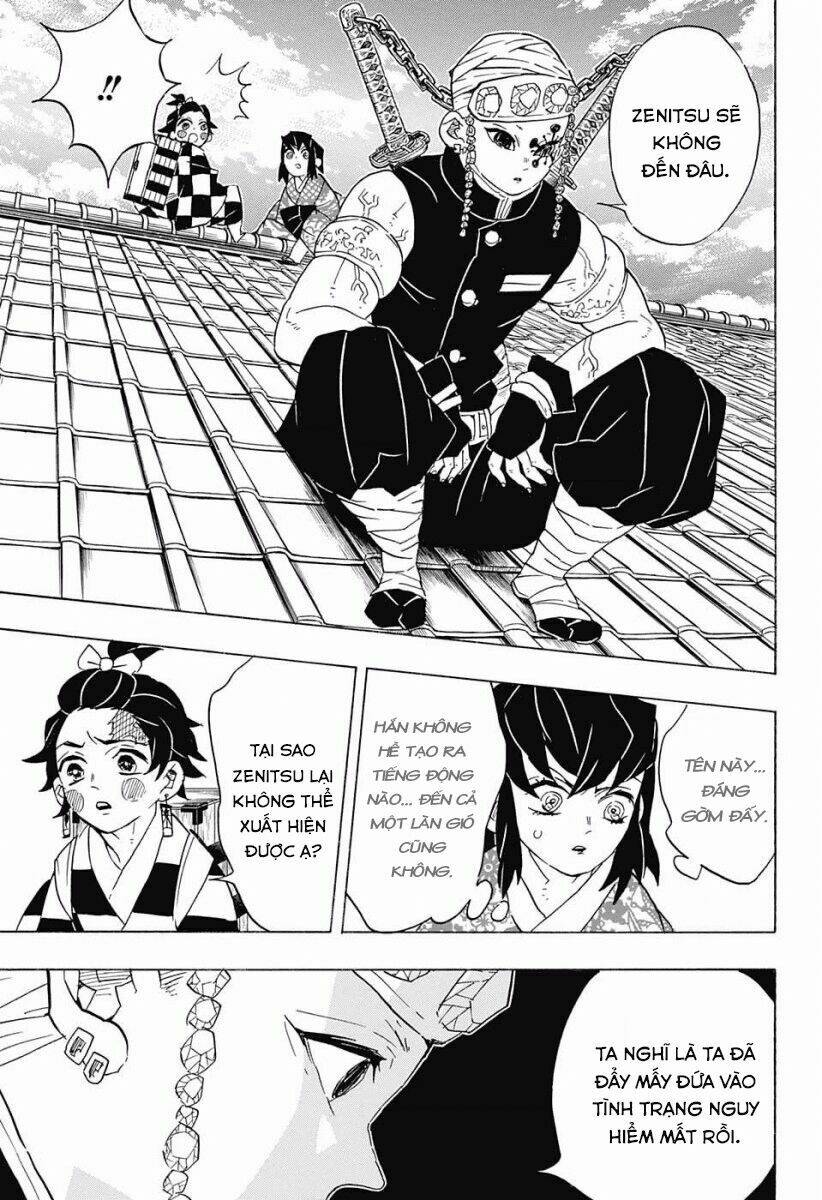 ZENITSU SẼ
KHÔNG
ĐẾN ĐÂU.
!!
TÊN NÀY...
ĐÁNG
GỜM ĐẤY.
HẮN KHÔNG
HỀ TẠO RA
TIẾNG ĐỘNG
NÀO... ĐẾN CẢ
MỘT LÀN GIÓ
CŨNG
KHÔNG.
TẠI SAO
ZENITSU LẠI
KHÔNG THỂ
XUẤT HIỆN
ĐƯỢC Ạ?
TA NGHĨ LÀ TA ĐÃ
ĐẨY MẤY ĐỨA VÀO
TÌNH TRẠNG NGUY
HIỂM MẤT RỒI.